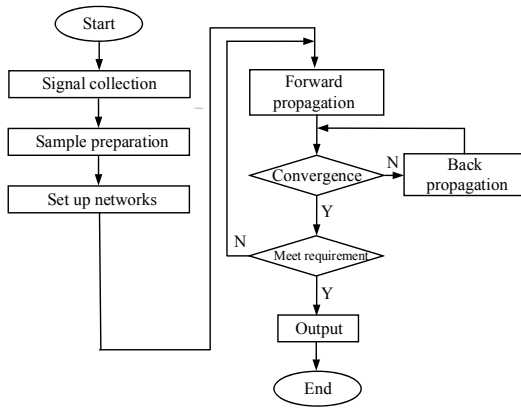 Start
Signal collection
Sample preparation
Set up networks
Forward
propagation
Convergence
N
Back
propagation
Y
N
Meet requirement
Y
Output
End